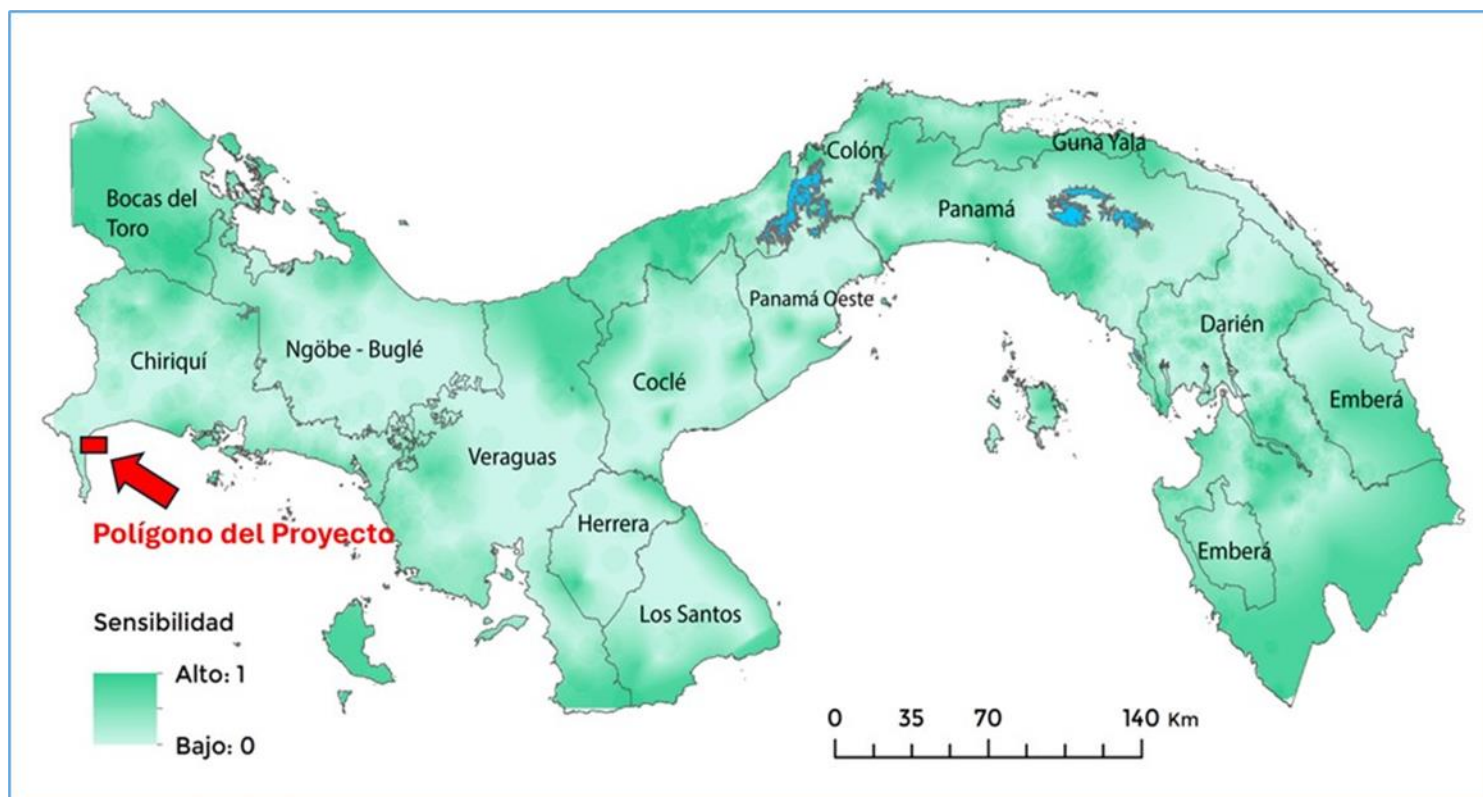 Colón
Guna Yala
Bocas del
Toro
Panamá
Panamá Oeste
Darién
Ngöbe - Buglé
Chiriquí
Coclé
Emberá
Veraguas
Herrera
Polígono del Proyecto
Emberá
Los Santos
Sensibilidad
Alto: 1
Bajo: 0
0 35 70 140 Km